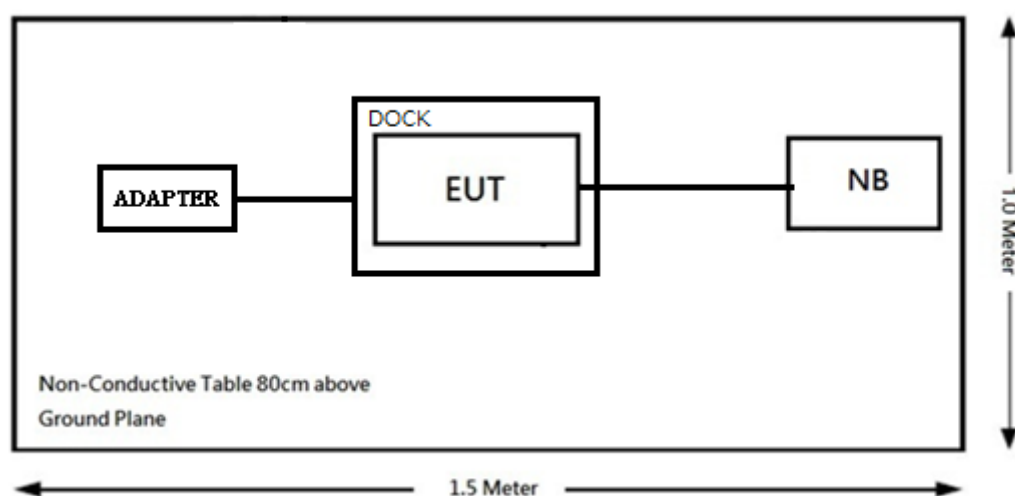 DOCK
EUT
NB
ADAPTER
1.0 Meter
Non-Conductive Table 80cm above
Ground Plane
1.5 Meter